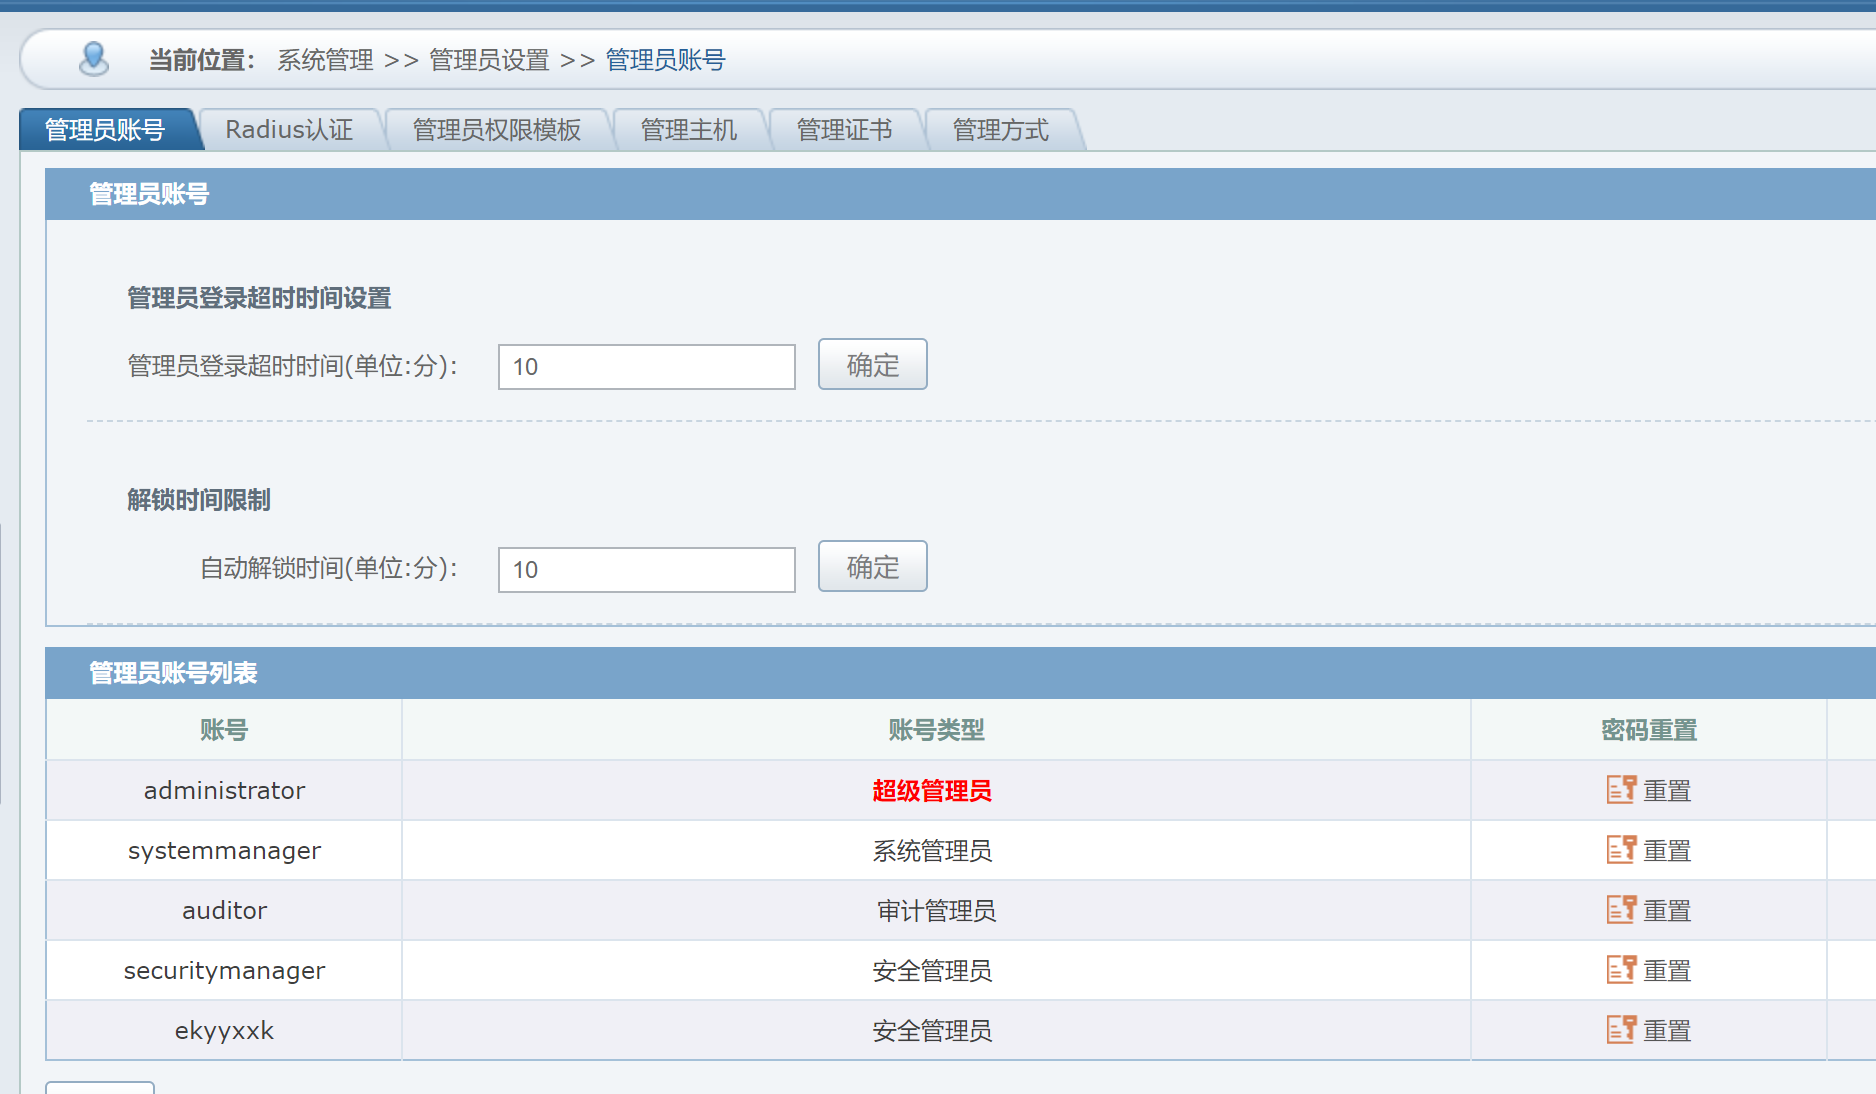 当前位置： 系统管理 >> 管理员设置 >> 管理员账号
管理员账号 Radius认证 管理员权限模板 管理主机 管理证书 管理方式
管理员账号
管理员登录超时时间设置
管理员登录超时时间(单位:分)： 10 确定
解锁时间限制
自动解锁时间(单位:分)： 10 确定
管理员账号列表
账号 账号类型 密码重置
administrator 超级管理员 重置
systemmanager 系统管理员 重置
auditor 审计管理员 重置
securitymanager 安全管理员 重置
ekyyxxk 安全管理员 重置